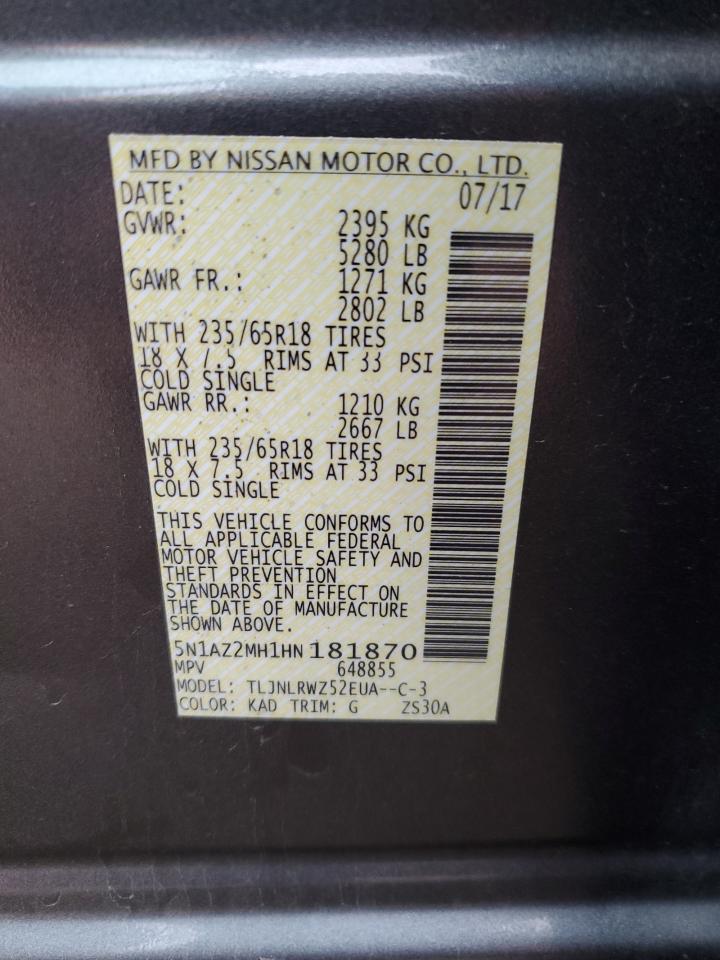 MFD BY NISSAN MOTOR CO., LTD.
DATE: 07/17
GVWR: 2395 KG
5280 LB
GAWR FR.: 1271 KG
2802 LB
WITH 235/65R18 TIRES
18 X 7.5 RIMS AT 33 PSI
COLD SINGLE
GAWR RR.: 1210 KG
2667 LB
WITH 235/65R18 TIRES
18 X 7.5 RIMS AT 33 PSI
COLD SINGLE
THIS VEHICLE CONFORMS TO
ALL APPLICABLE FEDERAL
MOTOR VEHICLE SAFETY AND
THEFT PREVENTION
STANDARDS IN EFFECT ON
THE DATE OF MANUFACTURE
SHOWN ABOVE.
5N1AZ2MH1HN 181870
MPV 648855
MODEL: TLJNLRWZ52EUA--C-3
COLOR: KAD TRIM: G ZS30A